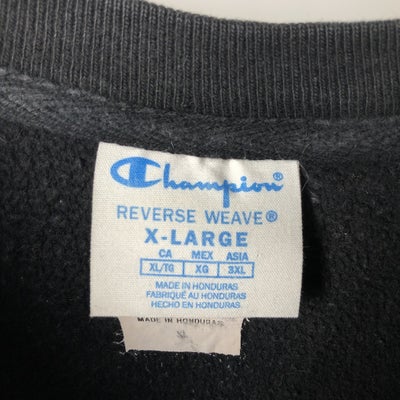 Champion®
REVERSE WEAVE®
X-LARGE
CA MEX ASIA
XL/TG XG 3XL
MADE IN HONDURAS
FABRIQUÉ AU HONDURAS
HECHO EN HONDURAS
MADE IN HONDURAS
XL